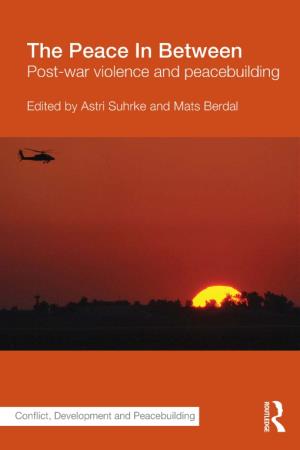 The Peace In Between
Post-war violence and peacebuilding
Edited by Astri Suhrke and Mats Berdal
Conflict, Development and Peacebuilding
ROUTLEDGE